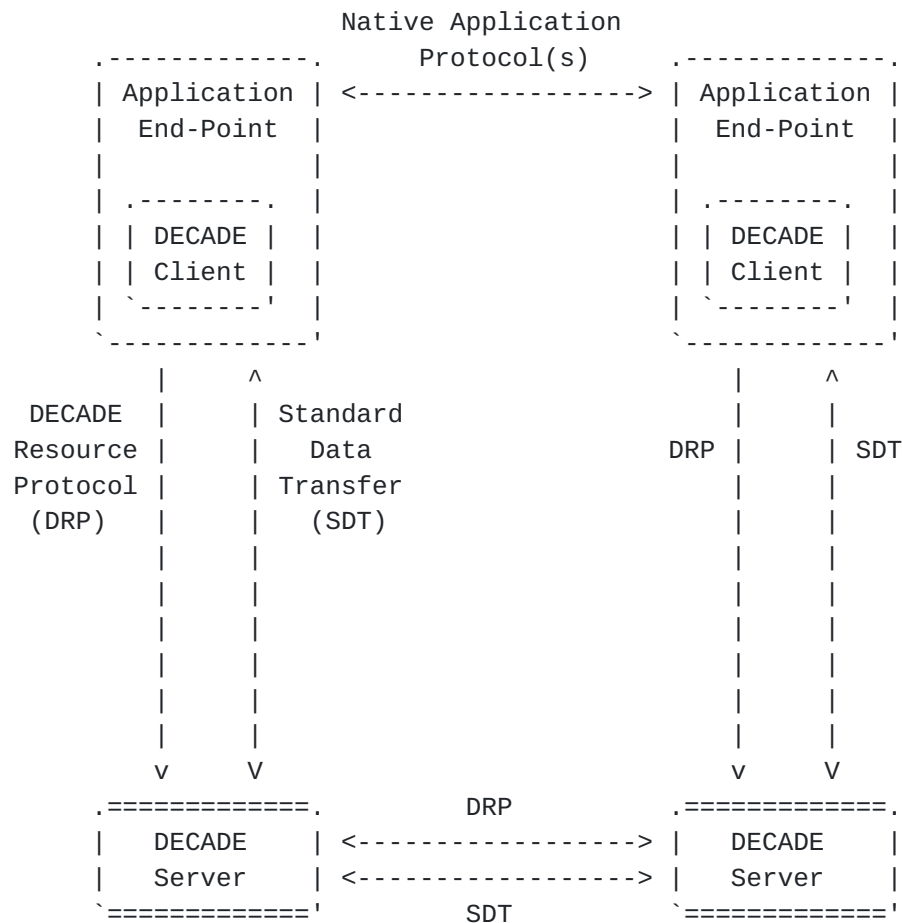 Native Application
Protocol(s)
Application
End-Point
Application
End-Point
DECADE
Client
DECADE
Client
DECADE
Resource
Protocol
(DRP)
Standard
Data
Transfer
(SDT)
DRP
SDT
DRP
DECADE
Server
DECADE
Server
SDT